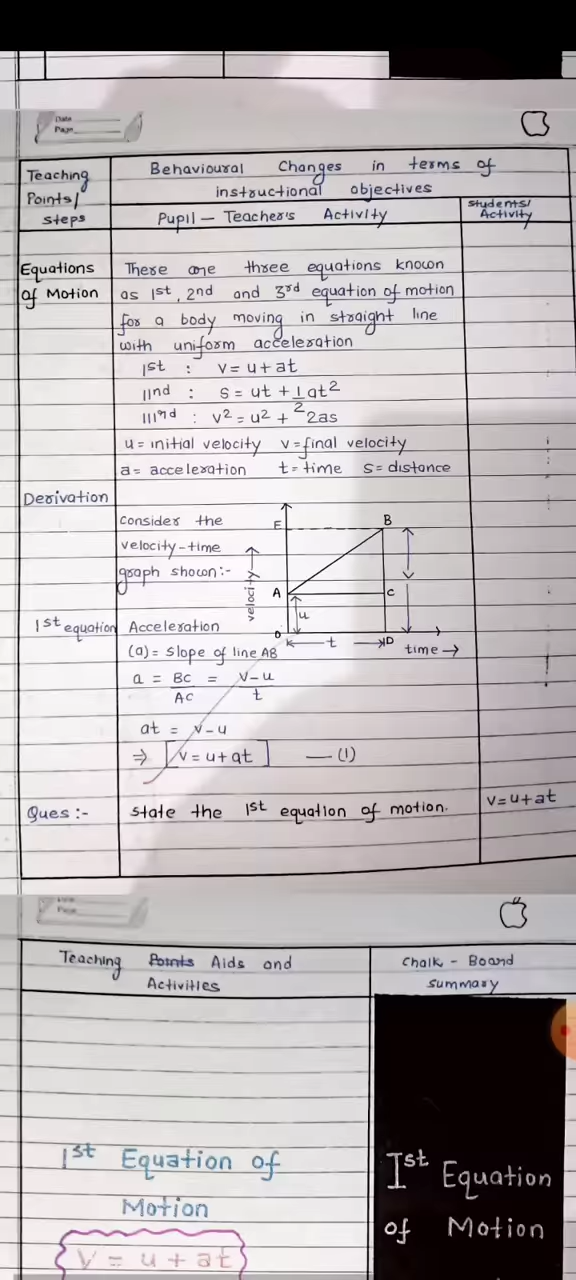 Date
Page
Teaching Points/ steps
Behavioural Changes in terms of
instructional objectives
Pupil - Teacher's Activity
Students/ Activity
Equations of Motion
There are three equations known
as 1st, 2nd and 3rd equation of motion
for a body moving in straight line
with uniform acceleration
1st : v = u + at
IInd : S = ut + 1/2 at²
IIIrd : v² = u² + 2as
u = initial velocity v = final velocity
a = acceleration t = time S = distance
Derivation
Consider the
velocity-time
graph shown:-
E
B
velocity →
A
C
u
O
t
D
time →
1st equation
Acceleration
(a) = slope of line AB
a = BC/AC = v-u/t
at = v-u
⇒ [v = u + at] — (1)
Ques :-
State the 1st equation of motion.
v = u + at
Page
Teaching Points Aids and
Activities
Chalk - Board
summary
1st Equation of
Motion
v = u + at
Ist Equation
of Motion